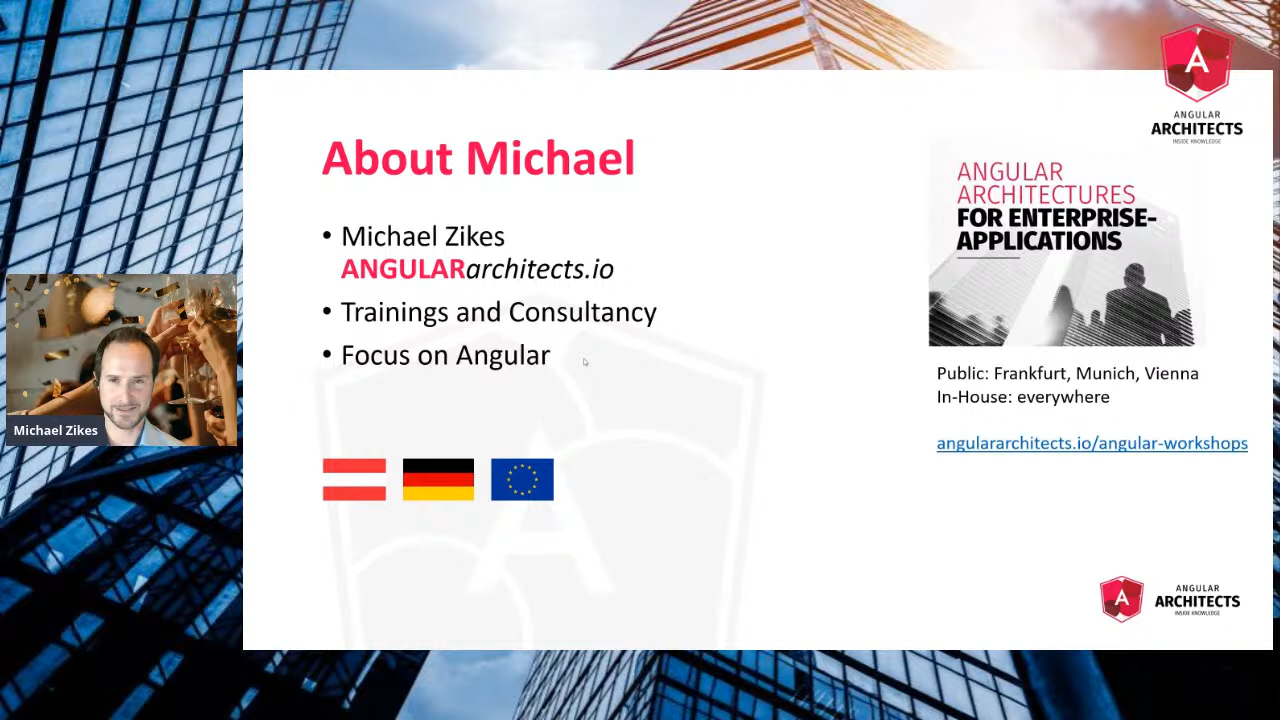 A
ANGULAR
ARCHITECTS
INSIDE KNOWLEDGE
About Michael
• Michael Zikes
ANGULARarchitects.io
• Trainings and Consultancy
• Focus on Angular
ANGULAR
ARCHITECTURES
FOR ENTERPRISE-
APPLICATIONS
Public: Frankfurt, Munich, Vienna
In-House: everywhere
angulararchitects.io/angular-workshops
Michael Zikes
A
A
ANGULAR
ARCHITECTS
INSIDE KNOWLEDGE